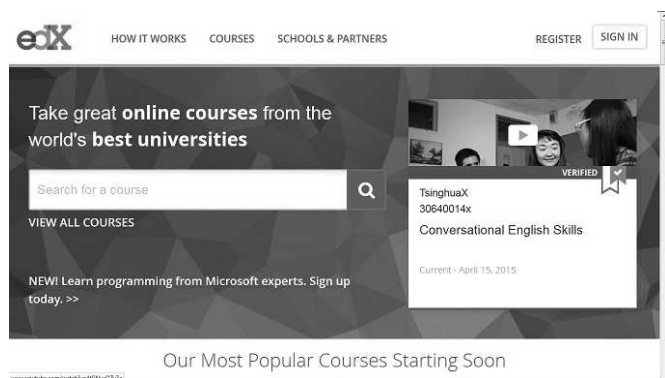 edX
HOW IT WORKS COURSES SCHOOLS & PARTNERS REGISTER SIGN IN
Take great online courses from the
world's best universities
Search for a course
VIEW ALL COURSES
NEW! Learn programming from Microsoft experts. Sign up
today. >>
VERIFIED
TsinghuaX
30640014x
Conversational English Skills
Current - April 15, 2015
Our Most Popular Courses Starting Soon